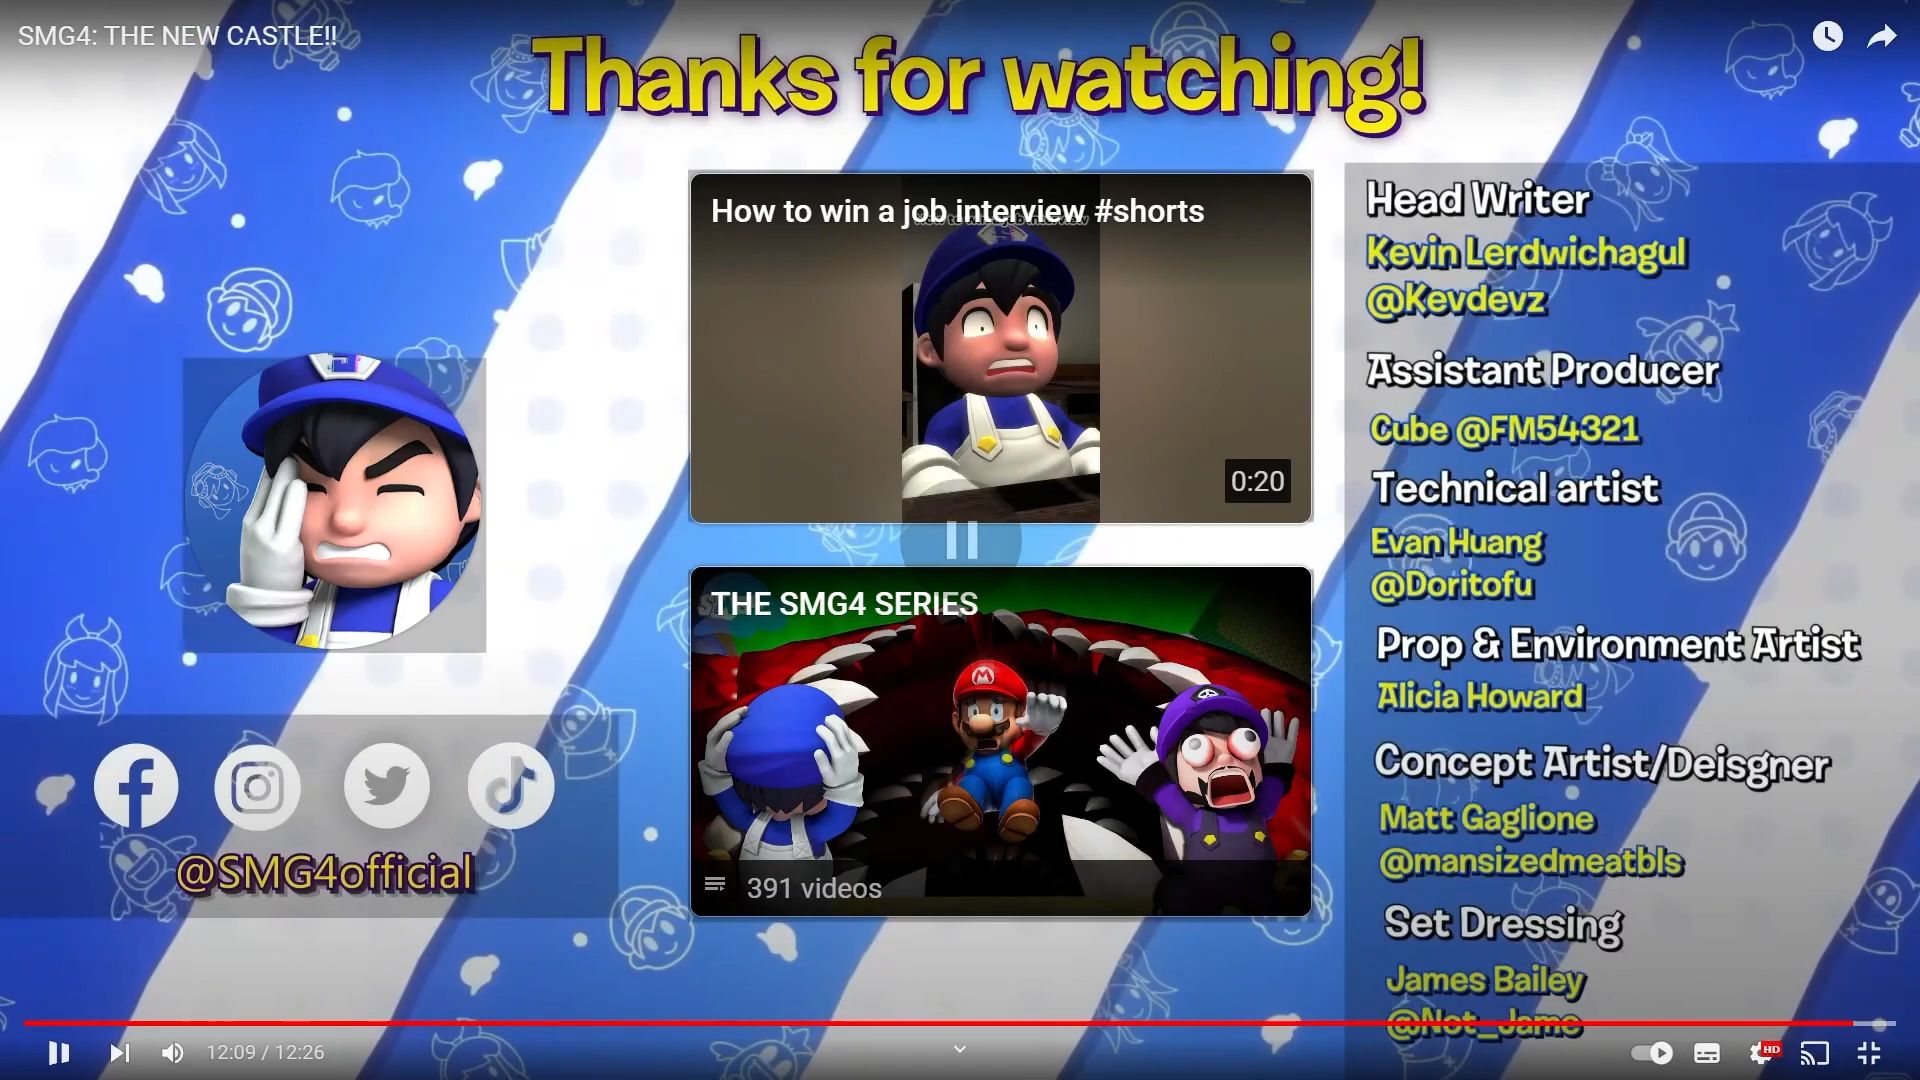 SMG4: THE NEW CASTLE!!
Thanks for watching!
How to win a job interview #shorts
0:20
THE SMG4 SERIES
391 videos
@SMG4official
Head Writer
Kevin Lerdwichagul
@Kevdevz
Assistant Producer
Cube @FM54321
Technical artist
Evan Huang
@Doritofu
Prop & Environment Artist
Alicia Howard
Concept Artist/Deisgner
Matt Gaglione
@mansizedmeatbls
Set Dressing
James Bailey
@Not_Jame
12:09 / 12:26
HD